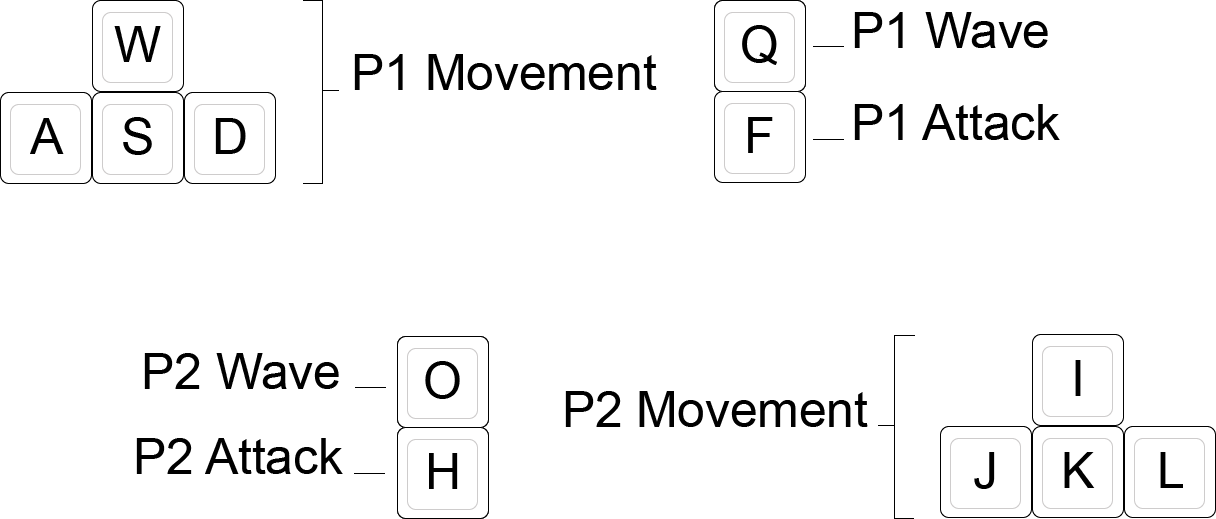 W
P1 Movement
A S D
Q P1 Wave
F P1 Attack
P2 Wave O
P2 Attack H
P2 Movement
I
J K L